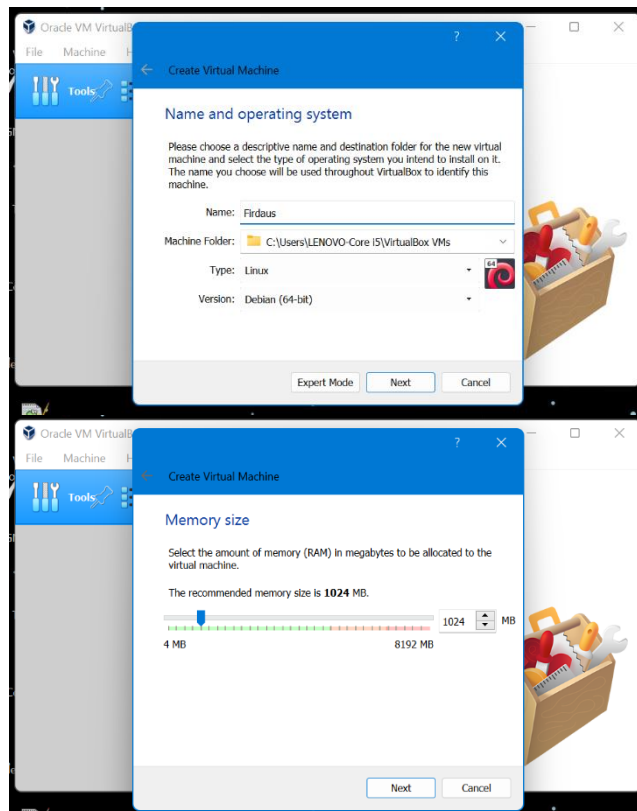 Oracle VM VirtualB
?
File Machine H
Create Virtual Machine
Tools
Name and operating system
Please choose a descriptive name and destination folder for the new virtual
machine and select the type of operating system you intend to install on it.
The name you choose will be used throughout VirtualBox to identify this
machine.
Name: Firdaus
Machine Folder: C:\Users\LENOVO-Core i5\VirtualBox VMs
Type: Linux
64
Version: Debian (64-bit)
Expert Mode Next Cancel
Oracle VM VirtualB
?
File Machine H
Create Virtual Machine
Tools
Memory size
Select the amount of memory (RAM) in megabytes to be allocated to the
virtual machine.
The recommended memory size is 1024 MB.
1024 MB
4 MB 8192 MB
Next Cancel